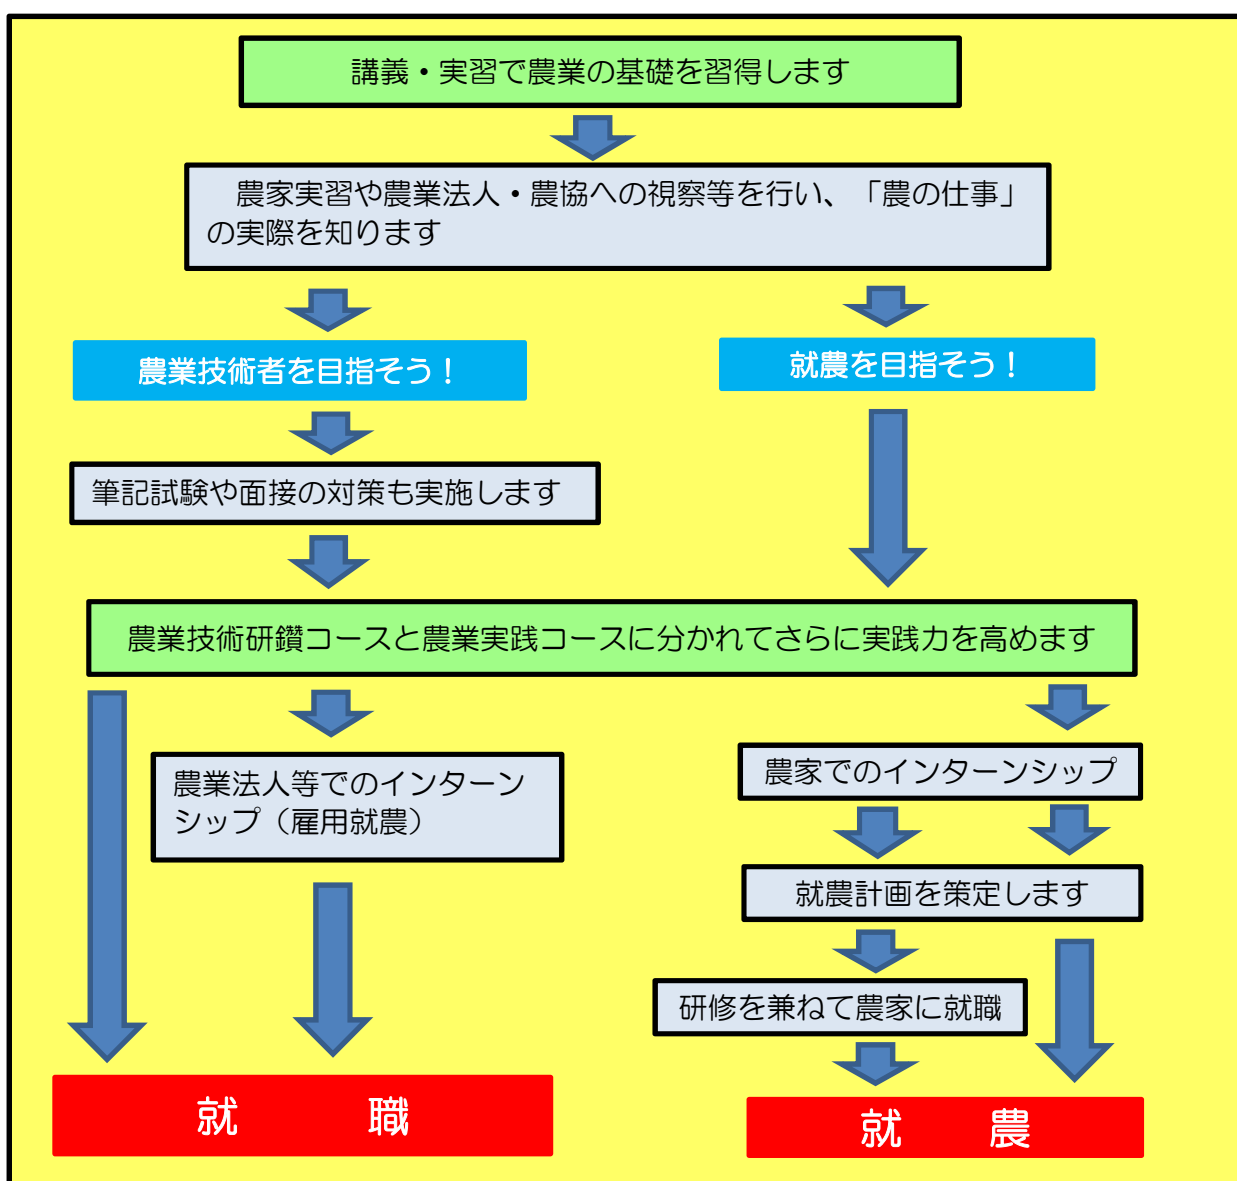 講義・実習で農業の基礎を習得します
農家実習や農業法人・農協への視察等を行い、「農の仕事」
の実際を知ります
農業技術者を目指そう！
就農を目指そう！
筆記試験や面接の対策も実施します
農業技術研鑽コースと農業実践コースに分かれてさらに実践力を高めます
農業法人等でのインターン
シップ（雇用就農）
農家でのインターンシップ
就農計画を策定します
研修を兼ねて農家に就職
就　職
就　農